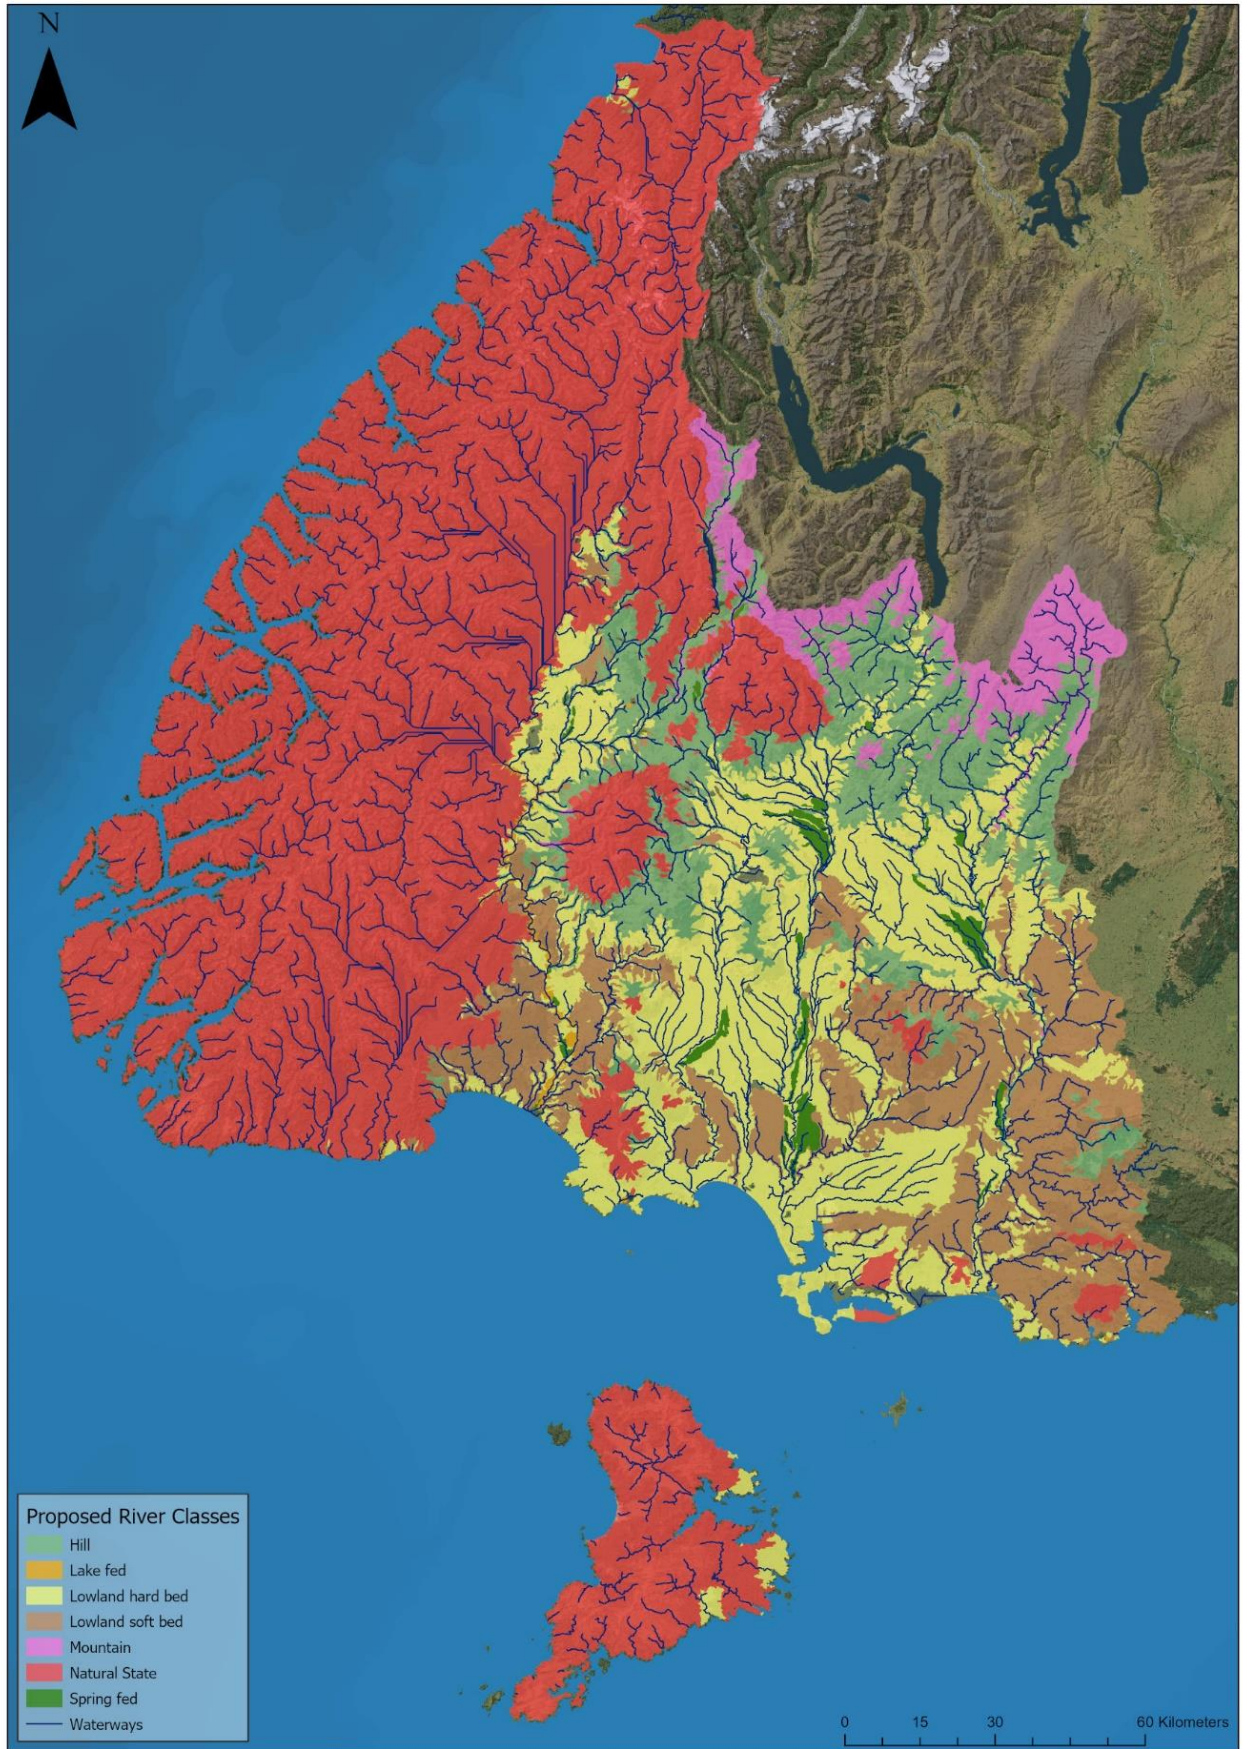 N
Proposed River Classes
Hill
Lake fed
Lowland hard bed
Lowland soft bed
Mountain
Natural State
Spring fed
Waterways
0 15 30 60 Kilometers